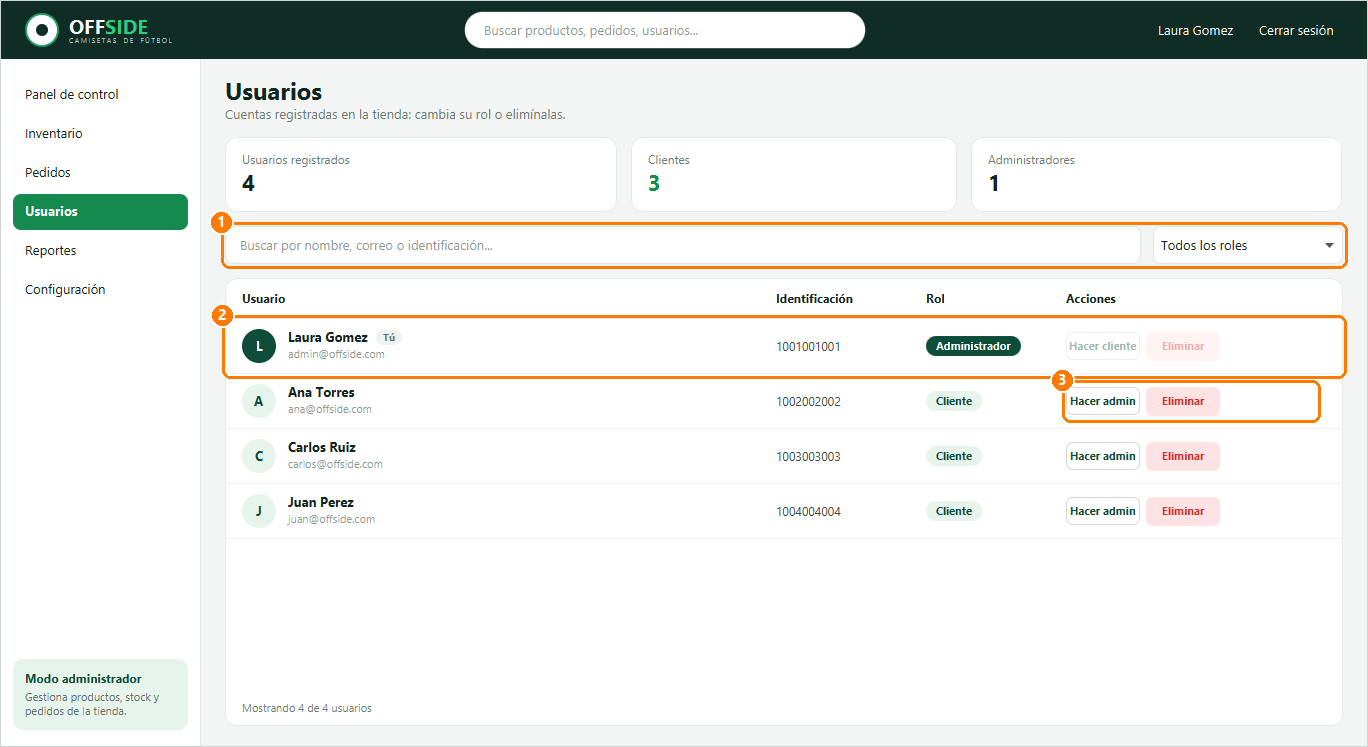 OFFSIDE
CAMISETAS DE FÚTBOL
Buscar productos, pedidos, usuarios...
Laura Gomez
Cerrar sesión
Panel de control
Inventario
Pedidos
Usuarios
Reportes
Configuración
Modo administrador
Gestiona productos, stock y
pedidos de la tienda.
Usuarios
Cuentas registradas en la tienda: cambia su rol o elimínalas.
Usuarios registrados
4
Clientes
3
Administradores
1
1
Buscar por nombre, correo o identificación...
Todos los roles
Usuario Identificación Rol Acciones
2
L Laura Gomez Tú 1001001001 Administrador Hacer cliente Eliminar
admin@offside.com
3
A Ana Torres 1002002002 Cliente Hacer admin Eliminar
ana@offside.com
C Carlos Ruiz 1003003003 Cliente Hacer admin Eliminar
carlos@offside.com
J Juan Perez 1004004004 Cliente Hacer admin Eliminar
juan@offside.com
Mostrando 4 de 4 usuarios